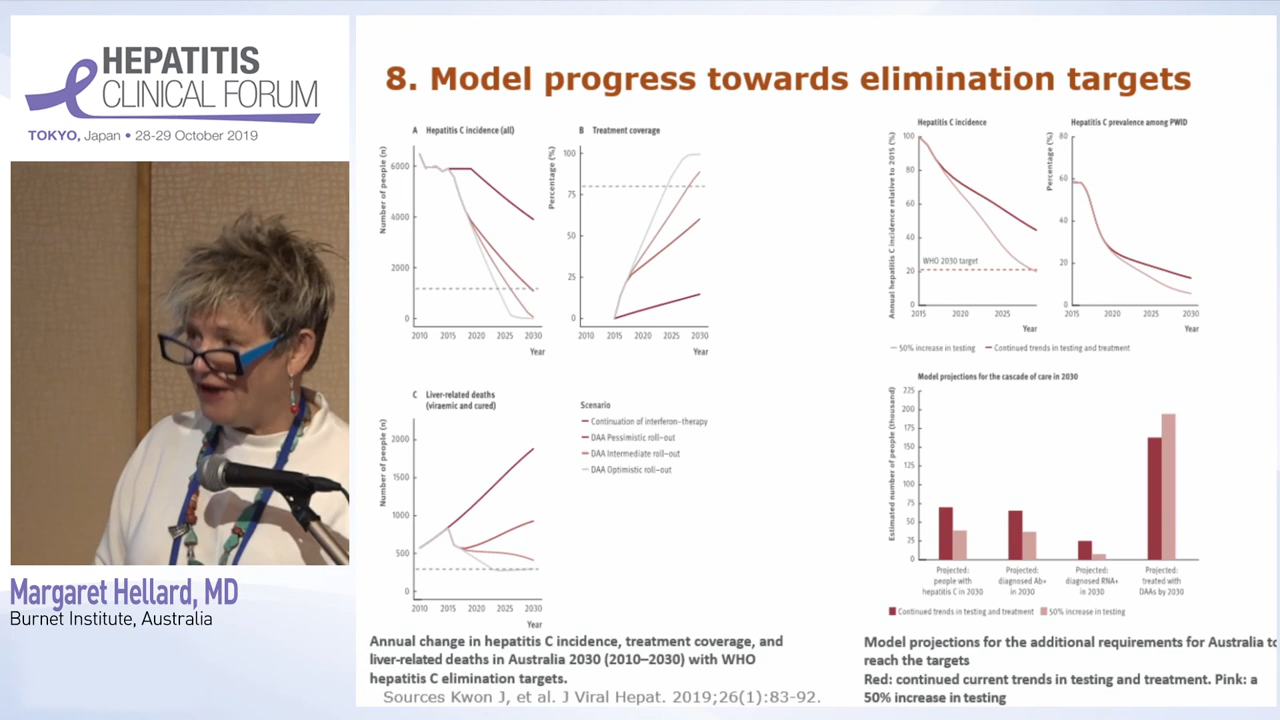 HEPATITIS
CLINICAL FORUM
TOKYO, Japan • 28-29 October 2019
Margaret Hellard, MD
Burnet Institute, Australia
8. Model progress towards elimination targets
A Hepatitis C incidence (all)
Number of people (n)
6000
4000
2000
0
2010 2015 2020 2025 2030
Year
B Treatment coverage
Percentage (%)
100
75
50
25
0
2010 2015 2020 2025 2030
Year
C Liver-related deaths
(viraemic and cured)
Number of people (n)
2000
1500
1000
500
0
2010 2015 2020 2025 2030
Year
Scenario
Continuation of interferon-therapy
DAA Pessimistic roll-out
DAA Intermediate roll-out
DAA Optimistic roll-out
Annual change in hepatitis C incidence, treatment coverage, and
liver-related deaths in Australia 2030 (2010–2030) with WHO
hepatitis C elimination targets.
Sources Kwon J, et al. J Viral Hepat. 2019;26(1):83-92.
Hepatitis C incidence
Annual hepatitis C incidence relative to 2015 (%)
100
80
60
40
20
0
WHO 2030 target
2015 2020 2025
Year
Hepatitis C prevalence among PWID
Percentage (%)
80
60
40
20
0
2015 2020 2025 2030
Year
50% increase in testing
Continued trends in testing and treatment
Model projections for the cascade of care in 2030
Estimated number of people (thousand)
225
200
175
150
125
100
75
50
25
0
Projected: people with hepatitis C in 2030
Projected: diagnosed Ab+ in 2030
Projected: diagnosed RNA+ in 2030
Projected: treated with DAAs by 2030
Continued trends in testing and treatment
50% increase in testing
Model projections for the additional requirements for Australia to
reach the targets
Red: continued current trends in testing and treatment. Pink: a
50% increase in testing